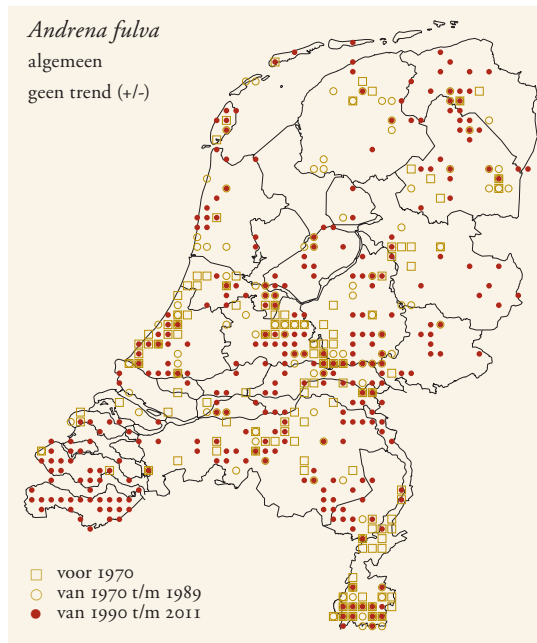 Andrena fulva
algemeen
geen trend (+/-)
voor 1970
van 1970 t/m 1989
van 1990 t/m 2011